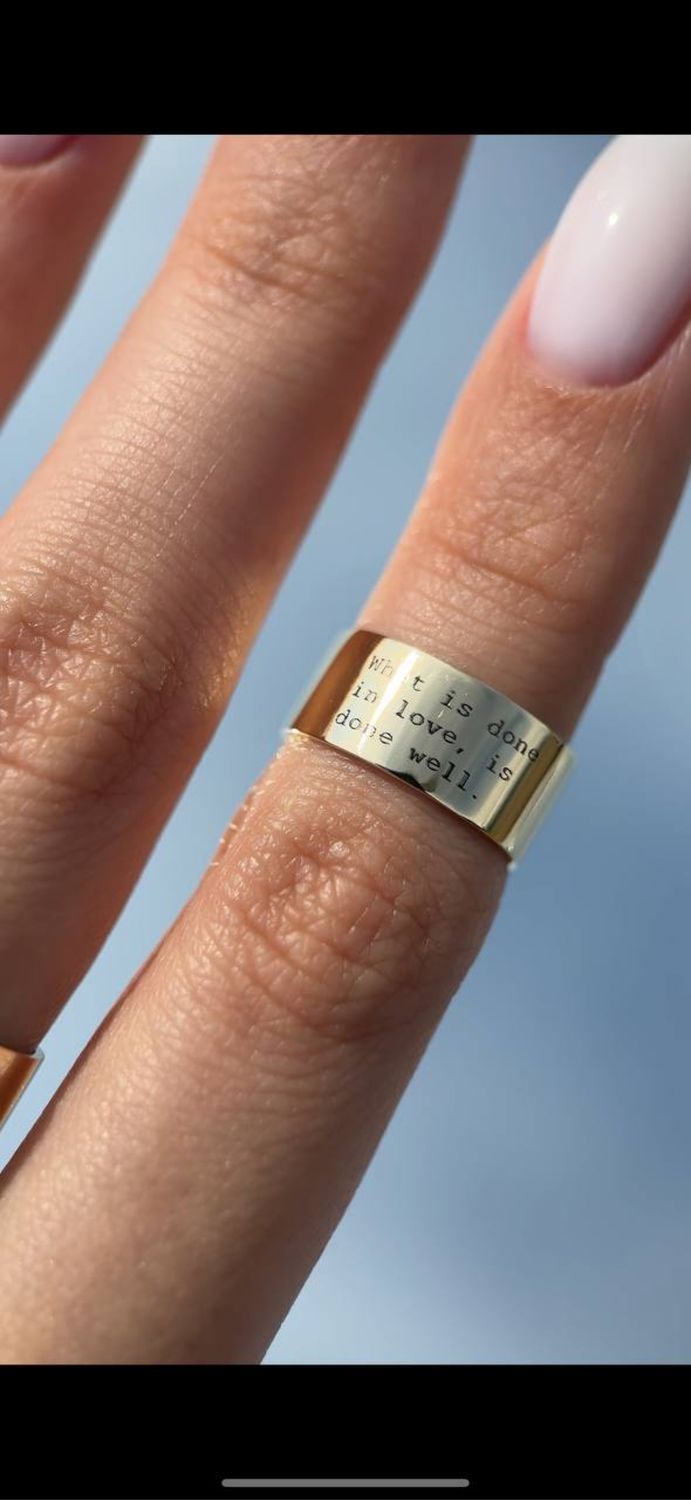 What is done
in love, is
done well.